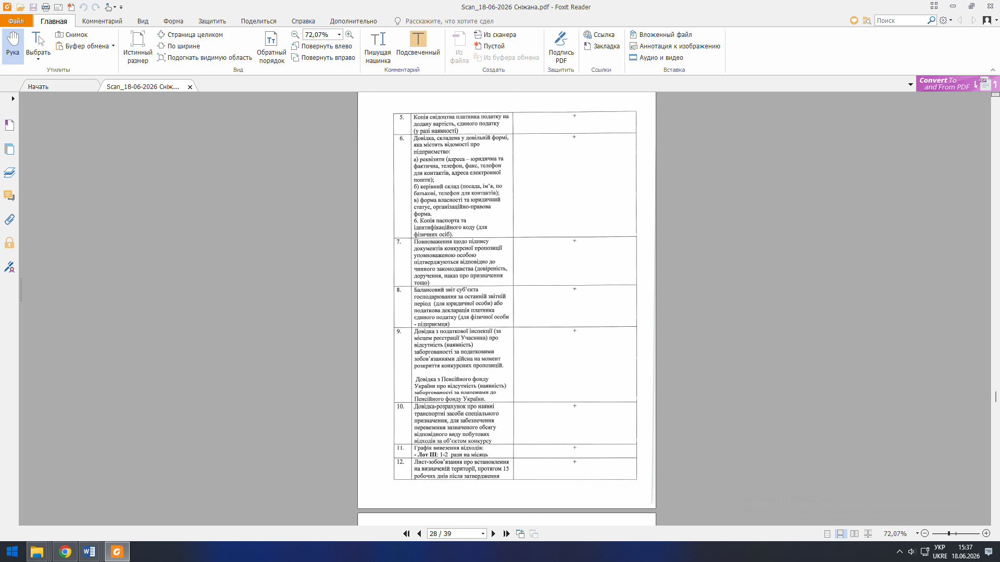 Scan_18-06-2026 Сніжана.pdf - Foxit Reader
Файл
Главная
Комментарий
Вид
Форма
Защитить
Поделиться
Справка
Дополнительно
Расскажите, что хотите сдел
Поиск
Рука
Выбрать
Снимок
Буфер обмена
Утилиты
Истинный размер
Страница целиком
По ширине
Подогнать видимую область
Обратный порядок
72,07%
Повернуть влево
Повернуть вправо
Вид
Пишущая машинка
Подсвеченный
Комментарий
Из файла
Из сканера
Пустой
Из буфера обмена
Создать
Подпись PDF
Защитить
Ссылка
Закладка
Ссылки
Вложенный файл
Аннотация к изображению
Аудио и видео
Вставка
Начать
Scan_18-06-2026 Сніж...
Convert To
and From PDF
PDF
5. Копія свідоцтва платника податку на +
додану вартість, єдиного податку
(у разі наявності)
6. Довідка, складена у довільній формі, +
яка містить відомості про
підприємство:
а) реквізити (адреса – юридична та
фактична, телефон, факс, телефон
для контактів, адреса електронної
пошти);
б) керівний склад (посада, ім’я, по
батькові, телефон для контактів);
в) форма власності та юридичний
статус, організаційно-правова
форма.
6. Копія паспорта та
ідентифікаційного коду (для
фізичних осіб).
7. Повноваження щодо підпису +
документів конкурсної пропозиції
уповноваженою особою
підтверджуються відповідно до
чинного законодавства (довіреність,
доручення, наказ про призначення
тощо)
8. Балансовий звіт суб’єкта +
господарювання за останній звітній
період (для юридичної особи) або
податкова декларація платника
єдиного податку (для фізичної особи
- підприємця)
9. Довідка з податкової інспекції (за +
місцем реєстрації Учасника) про
відсутність (наявність)
заборгованості за податковими
зобов’язаннями дійсна на момент
розкриття конкурсних пропозицій.
Довідка з Пенсійного фонду
України про відсутність (наявність)
заборгованості за платежами до
Пенсійного фонду України.
10. Довідка-розрахунок про наявні +
транспортні засоби спеціального
призначення, для забезпечення
перевезення зазначеного обсягу
відповідного виду побутових
відходів за об’єктом конкурсу
11. Графік вивезення відходів: +
- Лот III: 1-2 рази на місяць
12. Лист-зобов’язання про встановлення +
на визначеній території, протягом 15
робочих днів після затвердження
28 / 39
72,07%
УКР
UKRE
15:37
18.06.2026